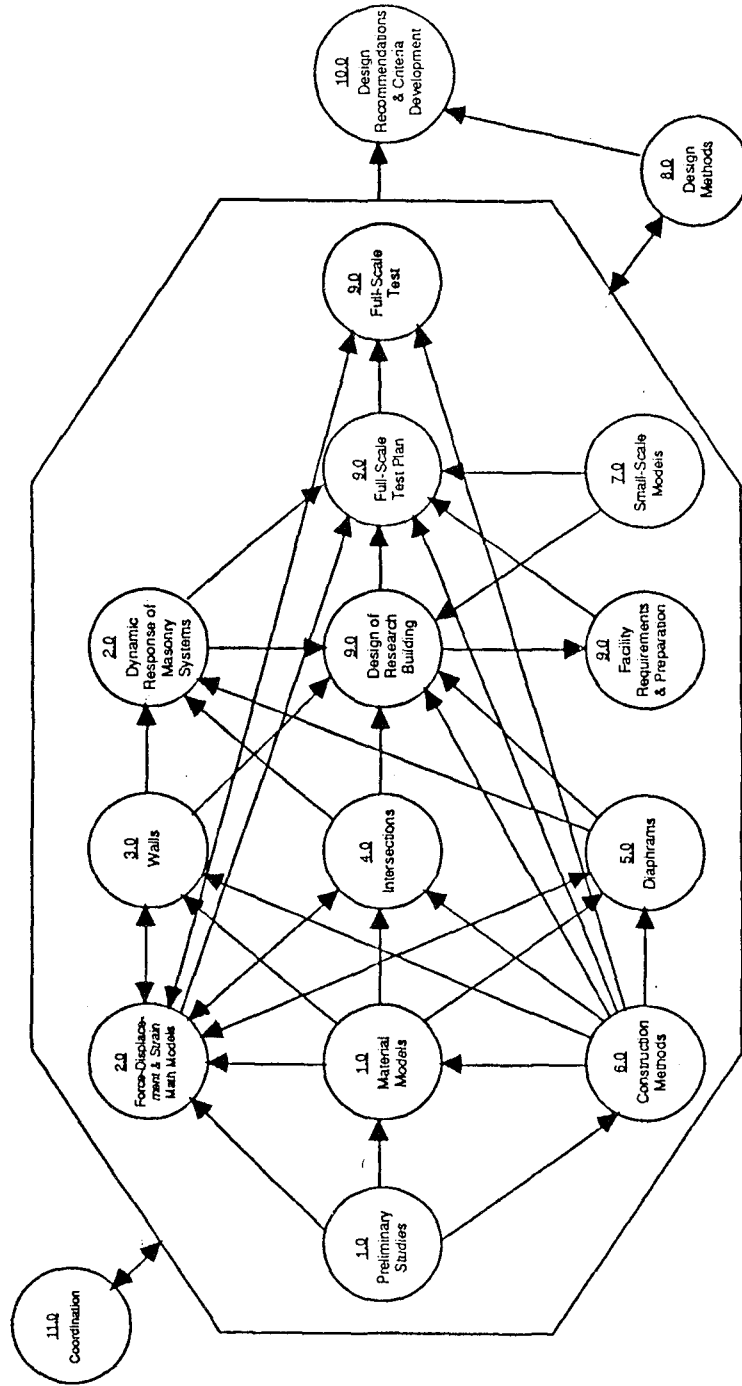 11.0
Coordination
1.0
Preliminary
Studies
2.0
Force-Displace-
ment & Strain
Math Models
1.0
Material
Models
6.0
Construction
Methods
3.0
Walls
4.0
Intersections
5.0
Diaphrams
2.0
Dynamic
Response of
Masonry
Systems
9.0
Design of
Research
Building
9.0
Facility
Requirements
& Preparation
9.0
Full-Scale
Test Plan
7.0
Small-Scale
Models
9.0
Full-Scale
Test
10.0
Design
Recommendations
& Criteria
Development
8.0
Design
Methods